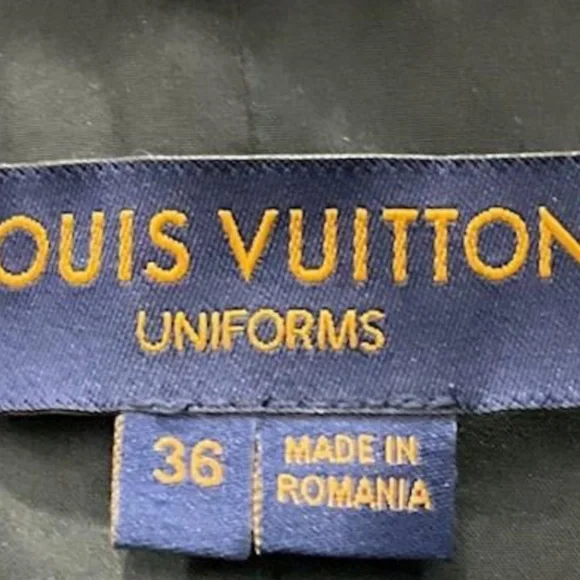 OUIS VUITTON
UNIFORMS
36
MADE IN
ROMANIA